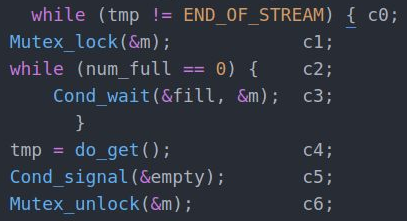 while (tmp != END_OF_STREAM) { c0;
Mutex_lock(&m); c1;
while (num_full == 0) { c2;
Cond_wait(&fill, &m); c3;
}
tmp = do_get(); c4;
Cond_signal(&empty); c5;
Mutex_unlock(&m); c6;